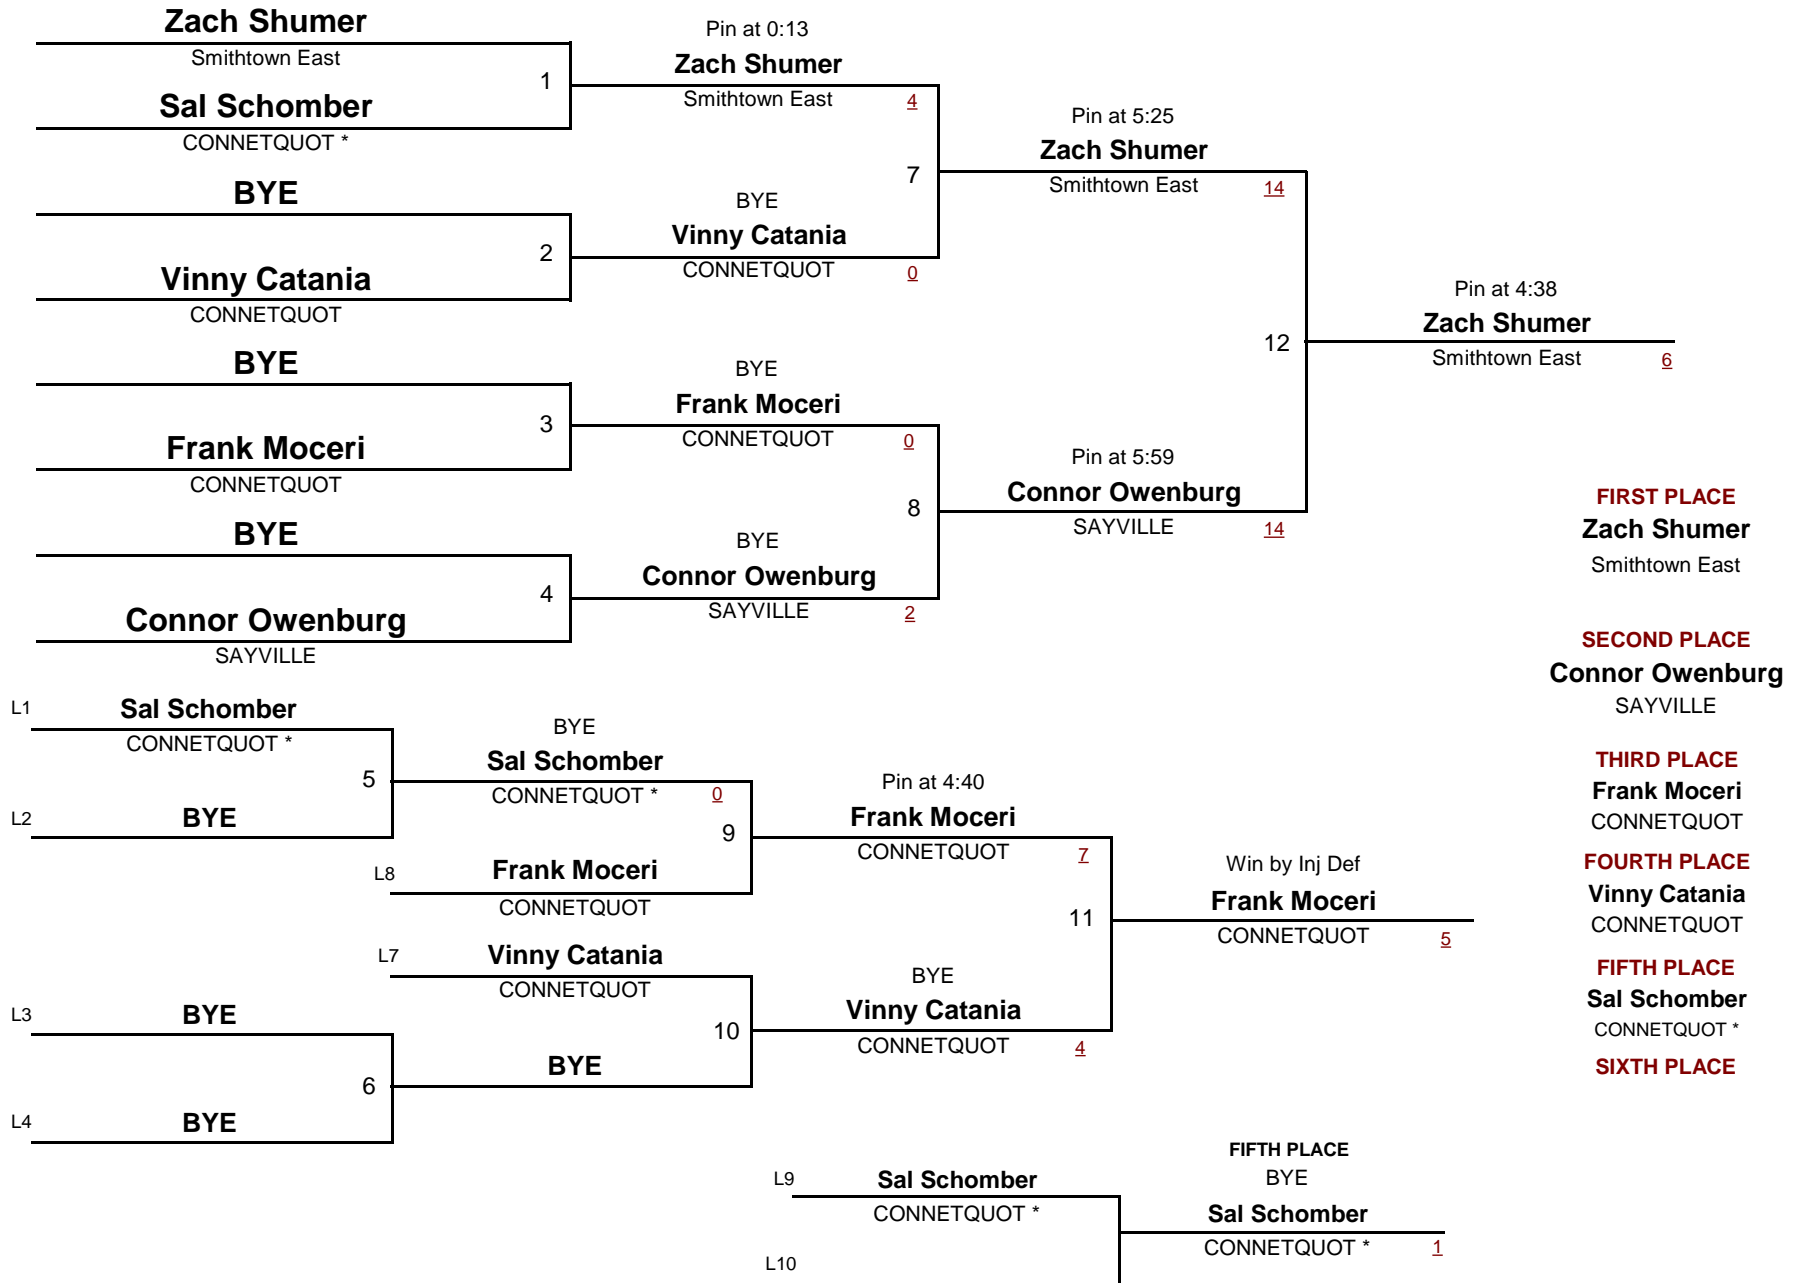 Zach Shumer
Smithtown East
1
Sal Schomber
CONNETQUOT *
BYE
2
Vinny Catania
CONNETQUOT
BYE
3
Frank Moceri
CONNETQUOT
BYE
4
Connor Owenburg
SAYVILLE
Pin at 0:13
Zach Shumer
Smithtown East 4
7
BYE
Vinny Catania
CONNETQUOT 0
BYE
Frank Moceri
CONNETQUOT 0
8
BYE
Connor Owenburg
SAYVILLE 2
Pin at 5:25
Zach Shumer
Smithtown East 14
12
Pin at 5:59
Connor Owenburg
SAYVILLE 14
Pin at 4:38
Zach Shumer
Smithtown East 6
FIRST PLACE
Zach Shumer
Smithtown East
SECOND PLACE
Connor Owenburg
SAYVILLE
THIRD PLACE
Frank Moceri
CONNETQUOT
FOURTH PLACE
Vinny Catania
CONNETQUOT
FIFTH PLACE
Sal Schomber
CONNETQUOT *
SIXTH PLACE
L1 Sal Schomber
CONNETQUOT *
5
L2 BYE
L3 BYE
6
L4 BYE
BYE
Sal Schomber
CONNETQUOT * 0
9
L8 Frank Moceri
CONNETQUOT
L7 Vinny Catania
CONNETQUOT
10
BYE
Pin at 4:40
Frank Moceri
CONNETQUOT 7
11
BYE
Vinny Catania
CONNETQUOT 4
Win by Inj Def
Frank Moceri
CONNETQUOT 5
L9 Sal Schomber
CONNETQUOT *
L10
FIFTH PLACE
BYE
Sal Schomber
CONNETQUOT * 1